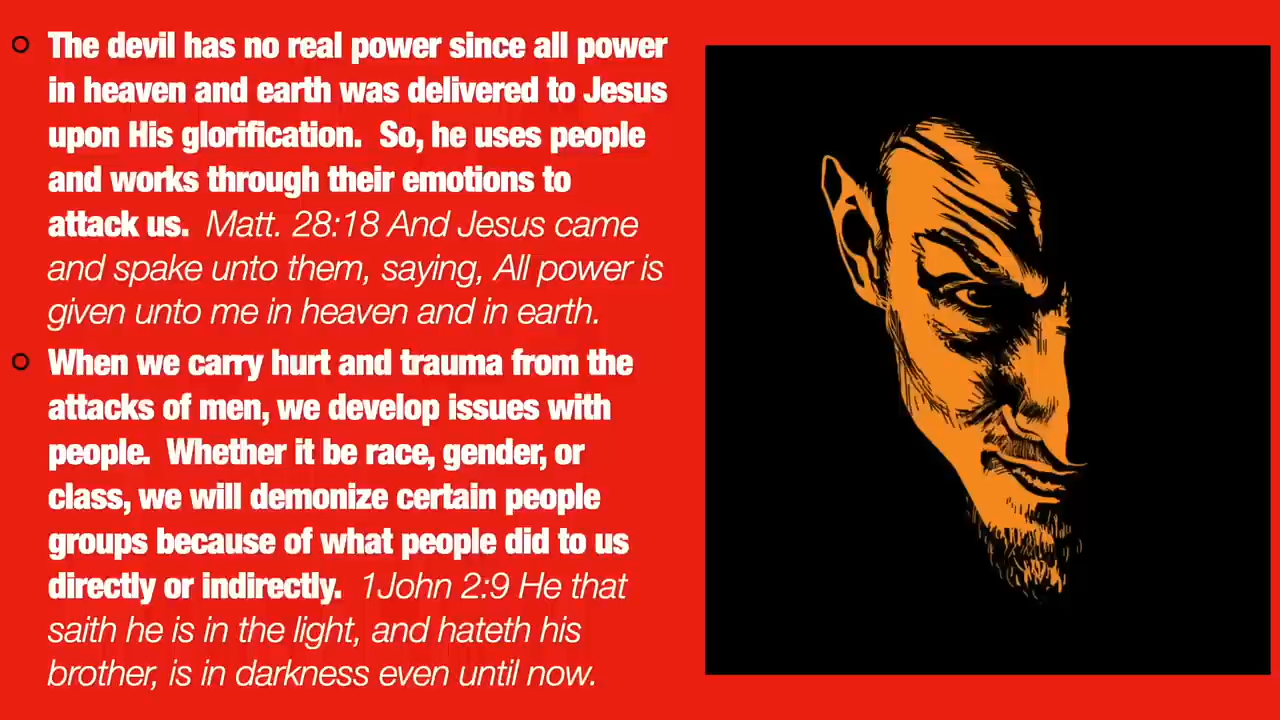 The devil has no real power since all power
in heaven and earth was delivered to Jesus
upon His glorification.  So, he uses people
and works through their emotions to
attack us.  Matt. 28:18 And Jesus came
and spake unto them, saying, All power is
given unto me in heaven and in earth.
When we carry hurt and trauma from the
attacks of men, we develop issues with
people.  Whether it be race, gender, or
class, we will demonize certain people
groups because of what people did to us
directly or indirectly.  1John 2:9 He that
saith he is in the light, and hateth his
brother, is in darkness even until now.